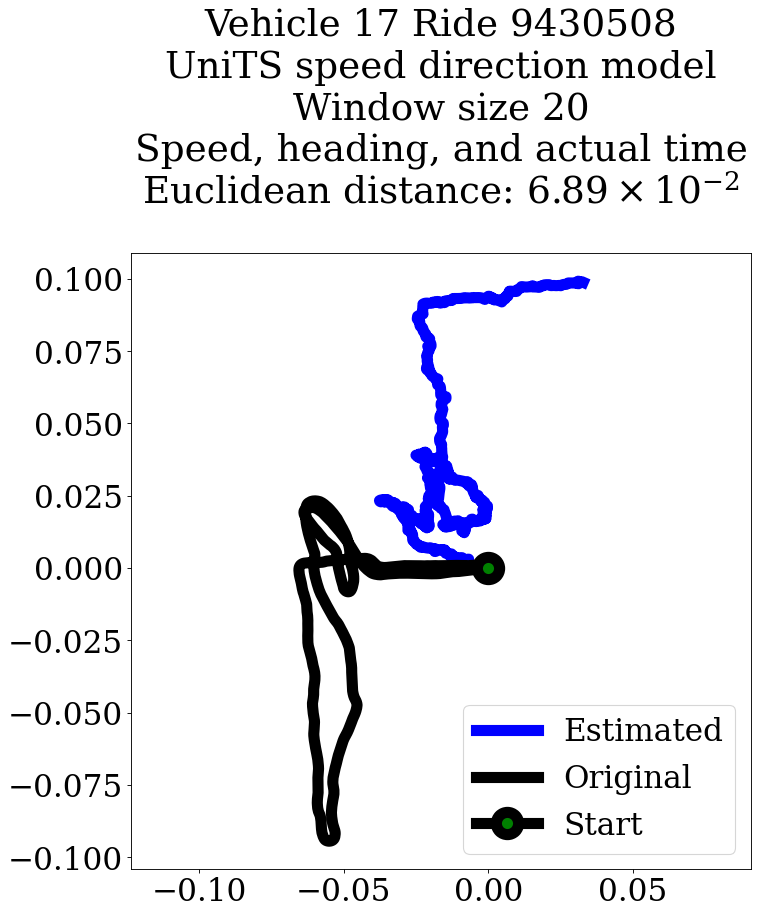 Vehicle 17 Ride 9430508
UniTS speed direction model
Window size 20
Speed, heading, and actual time
Euclidean distance: 6.89 × 10⁻²
0.100
0.075
0.050
0.025
0.000
−0.025
−0.050
−0.075
−0.100
Estimated
Original
Start
−0.10
−0.05
0.00
0.05